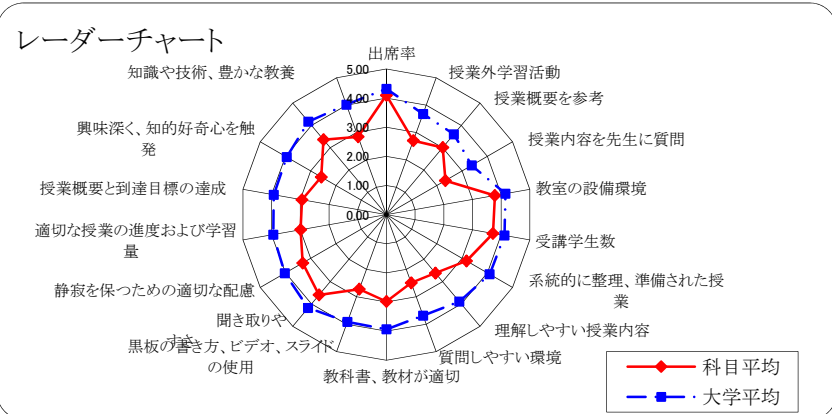 レーダーチャート
出席率
授業外学習活動
授業概要を参考
授業内容を先生に質問
教室の設備環境
受講学生数
系統的に整理、準備された授
業
理解しやすい授業内容
質問しやすい環境
教科書、教材が適切
黒板の書き方、ビデオ、スライド
の使用
聞き取りや
すさ
静寂を保つための適切な配慮
適切な授業の進度および学習
量
授業概要と到達目標の達成
興味深く、知的好奇心を触
発
知識や技術、豊かな教養
5.00
4.00
3.00
2.00
1.00
0.00
科目平均
大学平均